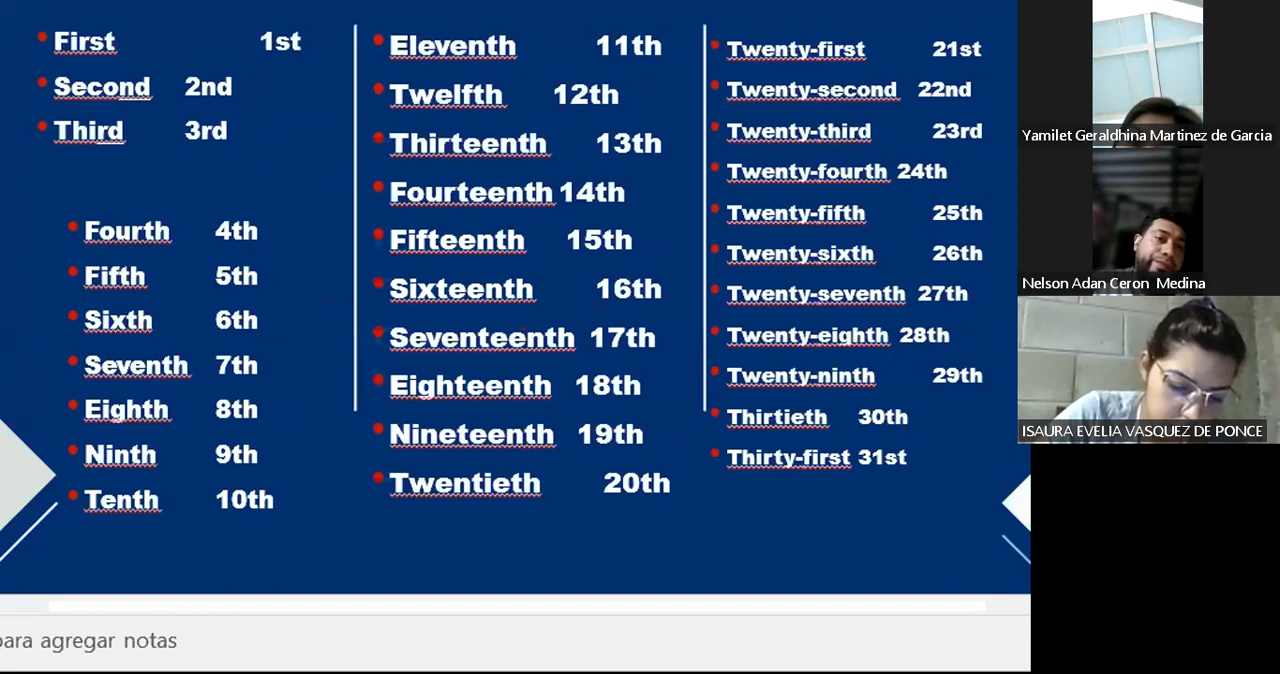 First 1st
Second 2nd
Third 3rd
Fourth 4th
Fifth 5th
Sixth 6th
Seventh 7th
Eighth 8th
Ninth 9th
Tenth 10th
Eleventh 11th
Twelfth 12th
Thirteenth 13th
Fourteenth 14th
Fifteenth 15th
Sixteenth 16th
Seventeenth 17th
Eighteenth 18th
Nineteenth 19th
Twentieth 20th
Twenty-first 21st
Twenty-second 22nd
Twenty-third 23rd
Twenty-fourth 24th
Twenty-fifth 25th
Twenty-sixth 26th
Twenty-seventh 27th
Twenty-eighth 28th
Twenty-ninth 29th
Thirtieth 30th
Thirty-first 31st
para agregar notas
Yamilet Geraldhina Martinez de Garcia
Nelson Adan Ceron Medina
ISAURA EVELIA VASQUEZ DE PONCE